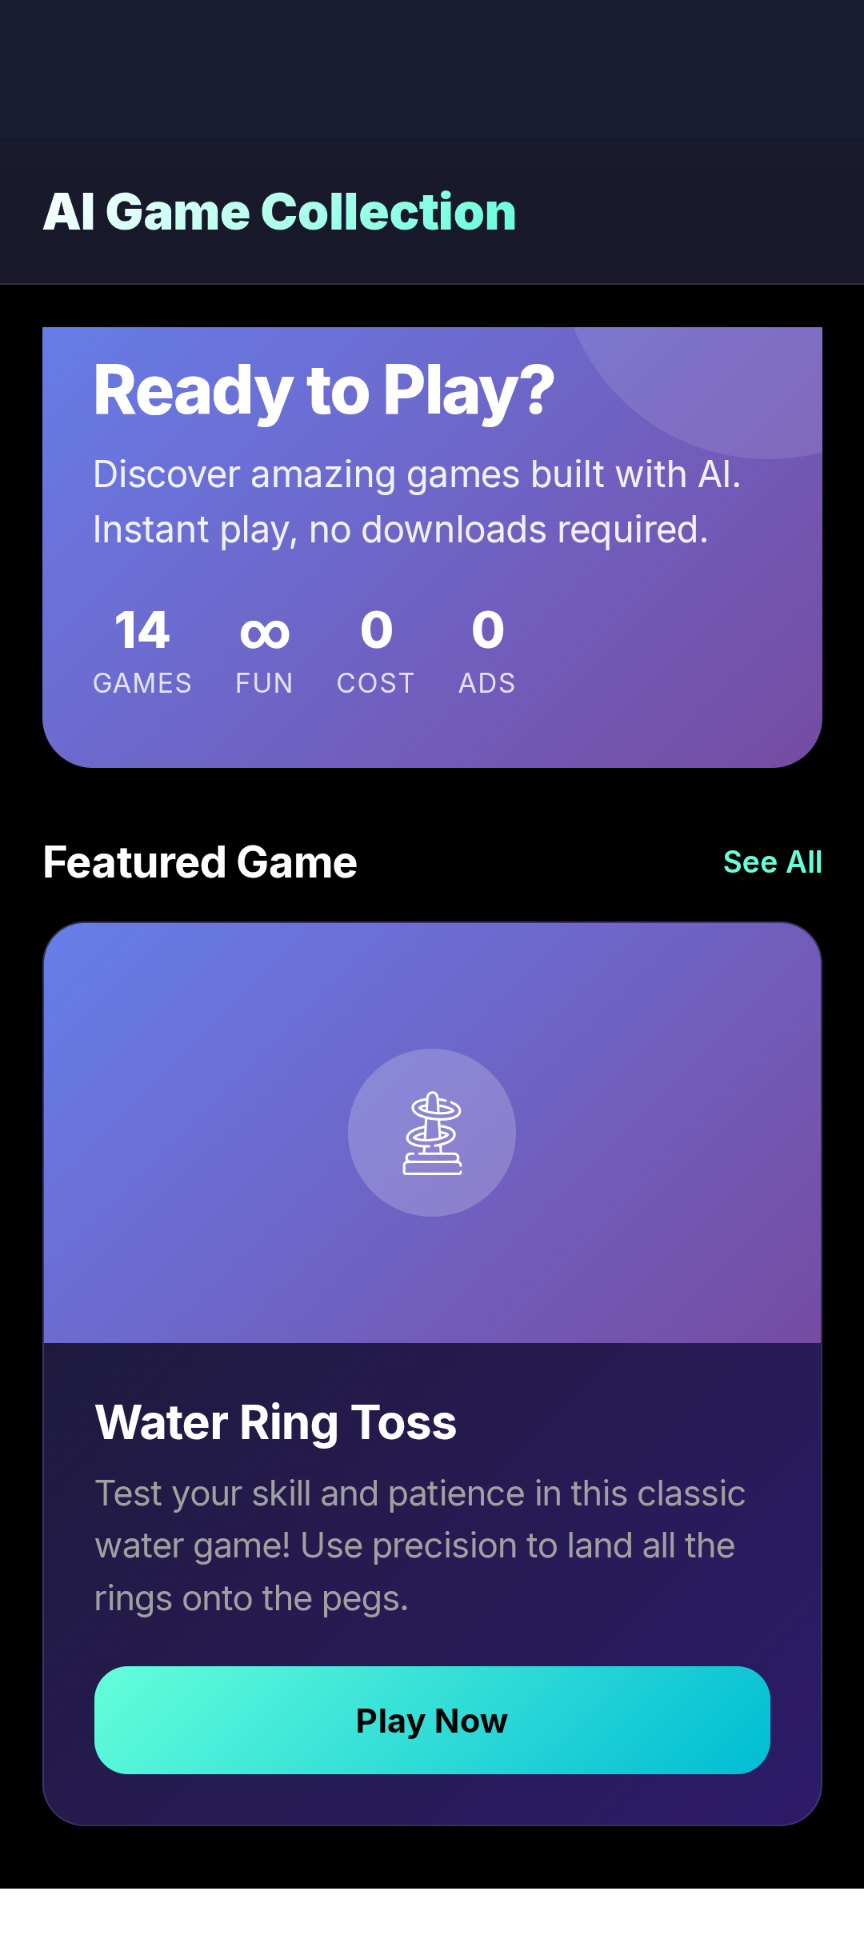 AI Game Collection
Ready to Play?
Discover amazing games built with AI.
Instant play, no downloads required.
14 ∞ 0 0
GAMES FUN COST ADS
Featured Game See All
Water Ring Toss
Test your skill and patience in this classic
water game! Use precision to land all the
rings onto the pegs.
Play Now